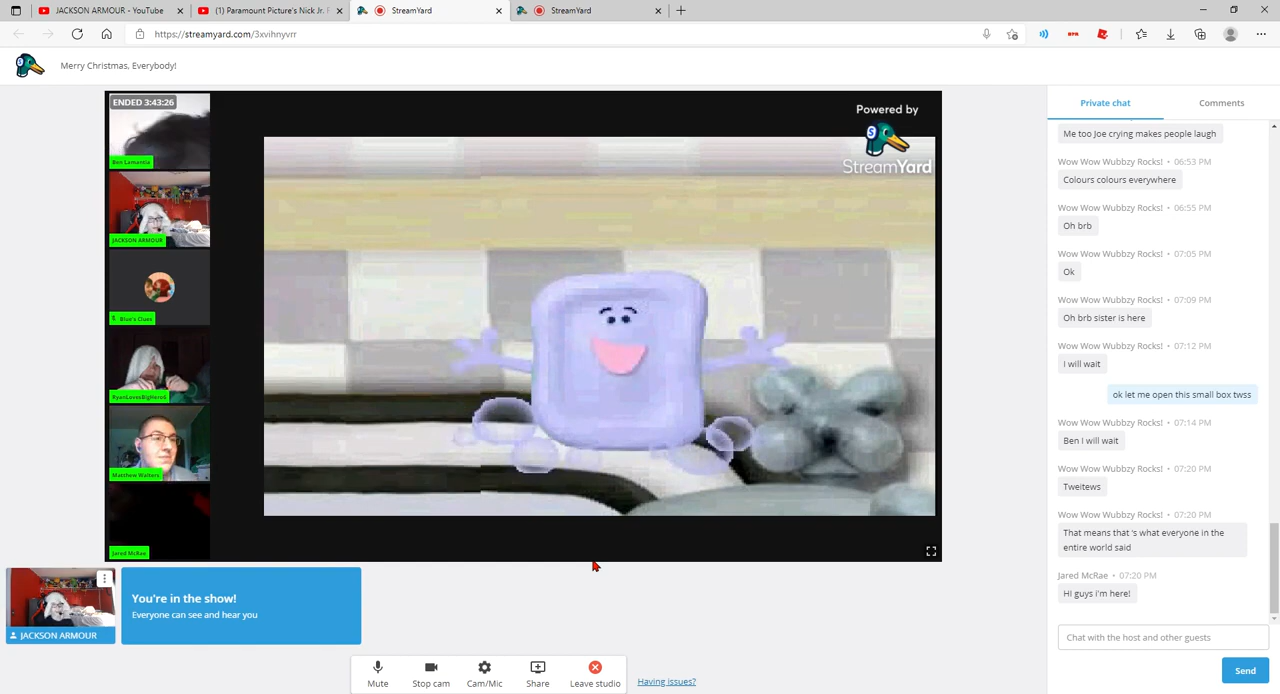 JACKSON ARMOUR - YouTube
(1) Paramount Picture's Nick Jr. F
StreamYard
StreamYard
https://streamyard.com/3xvihnyvrr
Merry Christmas, Everybody!
ENDED 3:43:26
Powered by
StreamYard
Ben Lamantia
JACKSON ARMOUR
Blue's Clues
RyanLovesBigHero6
Matthew Walters
Jared McRae
JACKSON ARMOUR
You're in the show!
Everyone can see and hear you
Mute
Stop cam
Cam/Mic
Share
Leave studio
Having issues?
Private chat
Comments
Me too Joe crying makes people laugh
Wow Wow Wubbzy Rocks! • 06:53 PM
Colours colours everywhere
Wow Wow Wubbzy Rocks! • 06:55 PM
Oh brb
Wow Wow Wubbzy Rocks! • 07:05 PM
Ok
Wow Wow Wubbzy Rocks! • 07:09 PM
Oh brb sister is here
Wow Wow Wubbzy Rocks! • 07:12 PM
I will wait
ok let me open this small box twss
Wow Wow Wubbzy Rocks! • 07:14 PM
Ben I will wait
Wow Wow Wubbzy Rocks! • 07:20 PM
Tweitews
Wow Wow Wubbzy Rocks! • 07:20 PM
That means that 's what everyone in the
entire world said
Jared McRae • 07:20 PM
HI guys i'm here!
Chat with the host and other guests
Send